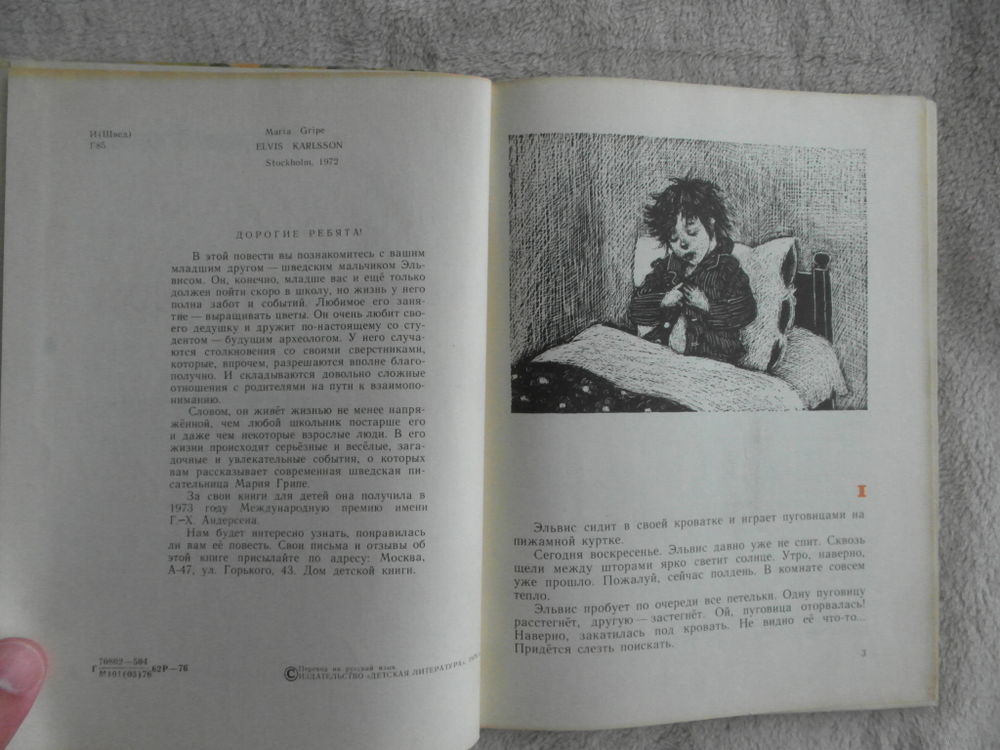 И(Швед)
Г85
Maria Gripe
ELVIS KARLSSON
Stockholm, 1972
ДОРОГИЕ РЕБЯТА!
В этой повести вы познакомитесь с вашим
младшим другом — шведским мальчиком Эль-
висом. Он, конечно, младше вас и ещё только
должен пойти скоро в школу, но жизнь у него
полна забот и событий. Любимое его заня-
тие — выращивать цветы. Он очень любит сво-
его дедушку и дружит по-настоящему со сту-
дентом — будущим археологом. У него случа-
ются столкновения со своими сверстниками,
которые, впрочем, разрешаются вполне благо-
получно. И складываются довольно сложные
отношения с родителями на пути к взаимопо-
ниманию.
Словом, он живёт жизнью не менее напря-
жённой, чем любой школьник постарше его
и даже чем некоторые взрослые люди. В его
жизни происходят серьёзные и весёлые, зага-
дочные и увлекательные события, о которых
вам рассказывает современная шведская пи-
сательница Мария Грипе.
За свои книги для детей она получила в
1973 году Международную премию имени
Г.-Х. Андерсена.
Нам будет интересно узнать, понравилась
ли вам её повесть. Свои письма и отзывы об
этой книге присылайте по адресу: Москва,
А-47, ул. Горького, 43. Дом детской книги.
Г 70802—504
М101(03)76 62Р—76
© Перевод на русский язык.
ИЗДАТЕЛЬСТВО «ДЕТСКАЯ ЛИТЕРАТУРА»,
I
Эльвис сидит в своей кроватке и играет пуговицами на
пижамной куртке.
Сегодня воскресенье. Эльвис давно уже не спит. Сквозь
щели между шторами ярко светит солнце. Утро, наверно,
уже прошло. Пожалуй, сейчас полдень. В комнате совсем
тепло.
Эльвис пробует по очереди все петельки. Одну пуговицу
расстегнёт, другую — застегнёт. Ой, пуговица оторвалась!
Наверно, закатилась под кровать. Не видно её что-то...
Придётся слезть поискать.
3